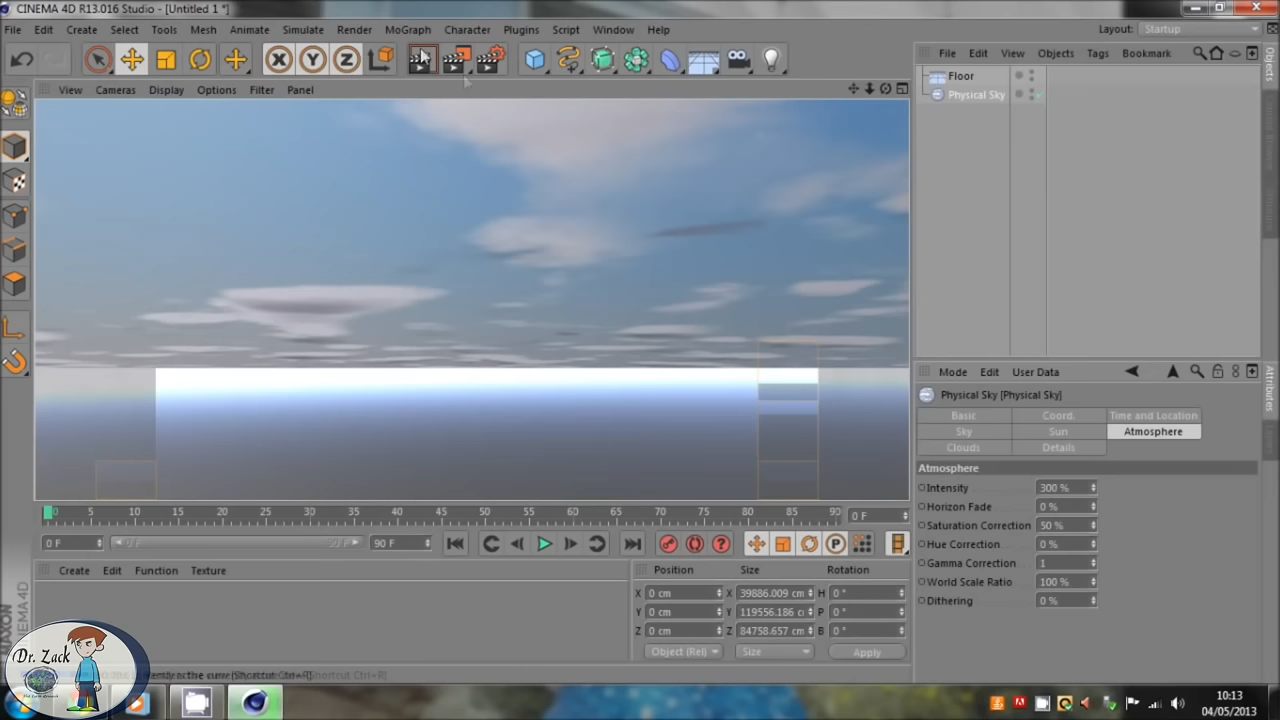 CINEMA 4D R13.016 Studio - [Untitled 1 *]
File Edit Create Select Tools Mesh Animate Simulate Render MoGraph Character Plugins Script Window Help
Layout: Startup
X Y Z
View Cameras Display Options Filter Panel
File Edit View Objects Tags Bookmark
Floor
Physical Sky
Objects
Mode Edit User Data
Attributes
Physical Sky [Physical Sky]
Basic Coord. Time and Location
Sky Sun Atmosphere
Clouds Details
Atmosphere
Intensity 300 %
Horizon Fade 0 %
Saturation Correction 50 %
Hue Correction 0 %
Gamma Correction 1
World Scale Ratio 100 %
Dithering 0 %
0 5 10 15 20 25 30 35 40 45 50 55 60 65 70 75 80 85 90 0 F
0 F 90 F
P
Create Edit Function Texture
Position Size Rotation
X 0 cm X 39886.009 cm H 0 °
Y 0 cm Y 119556.186 P 0 °
Z 0 cm Z 84758.657 cm B 0 °
Object (Rel) Size Apply
CINEMA 4D
Dr. Zack
10:13
04/05/2013